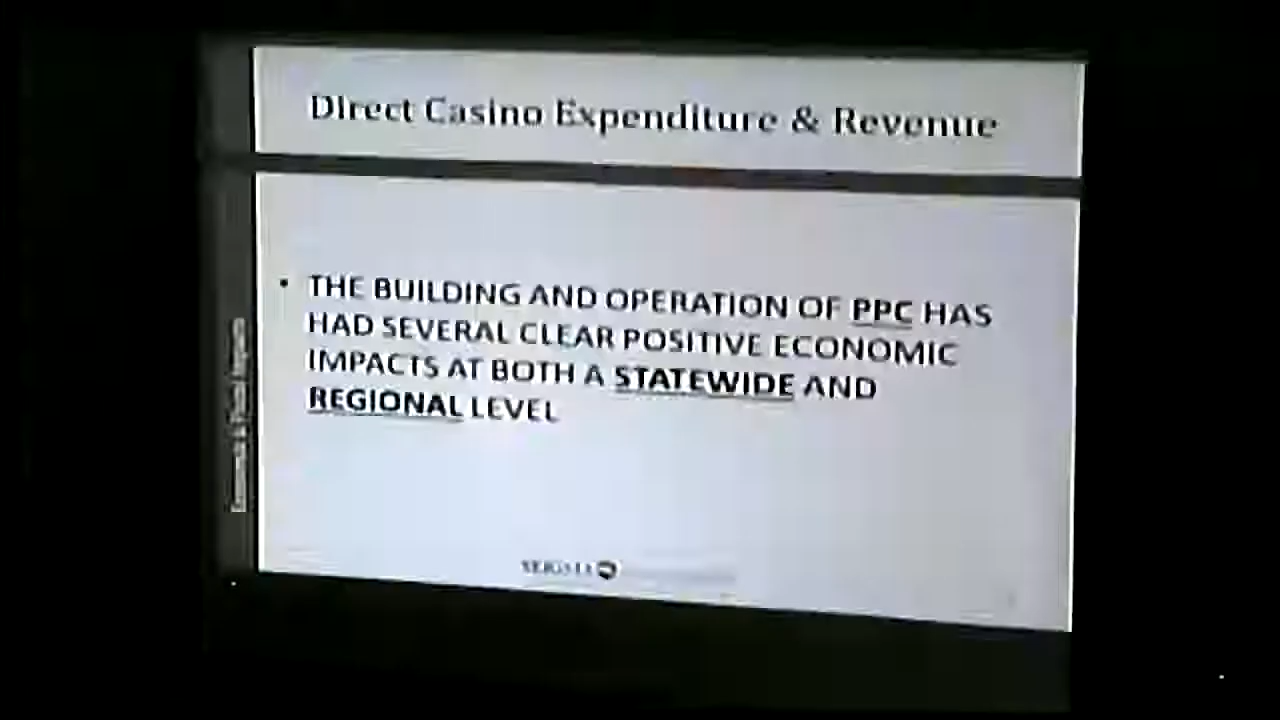 Direct Casino Expenditure & Revenue
• THE BUILDING AND OPERATION OF PPC HAS
HAD SEVERAL CLEAR POSITIVE ECONOMIC
IMPACTS AT BOTH A STATEWIDE AND
REGIONAL LEVEL